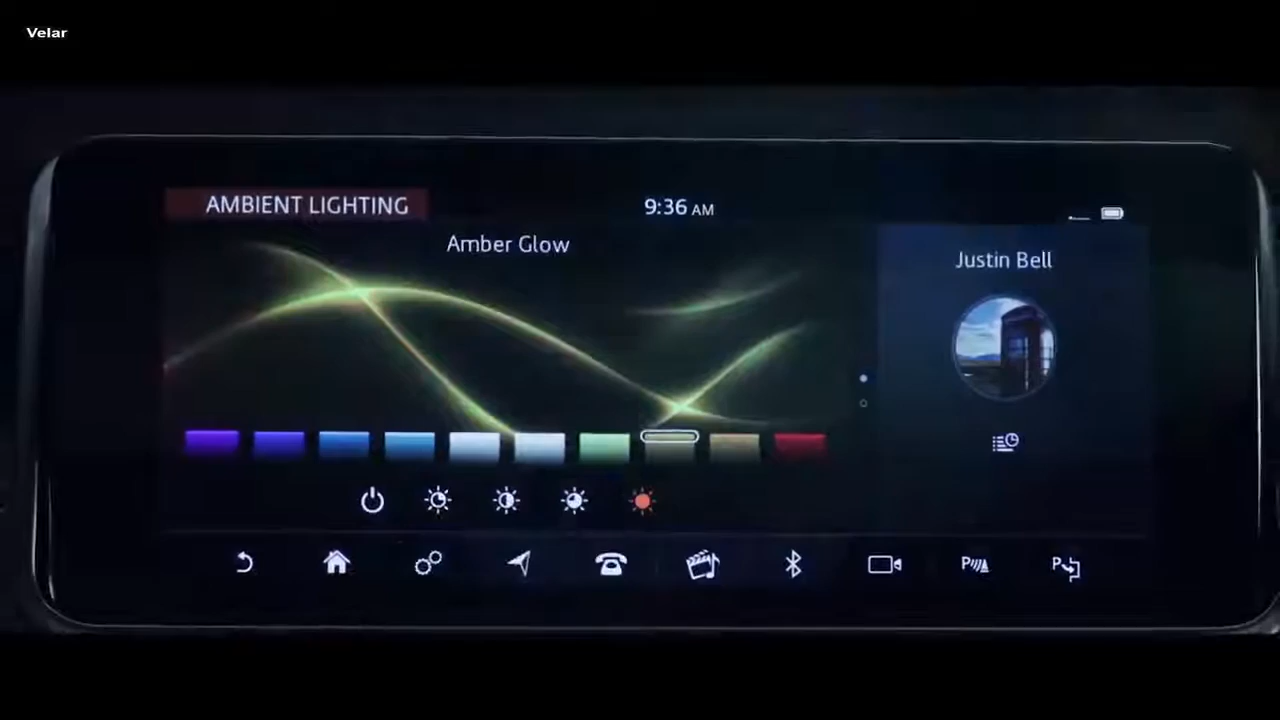 Velar
AMBIENT LIGHTING
9:36 AM
Amber Glow
Justin Bell
P
P